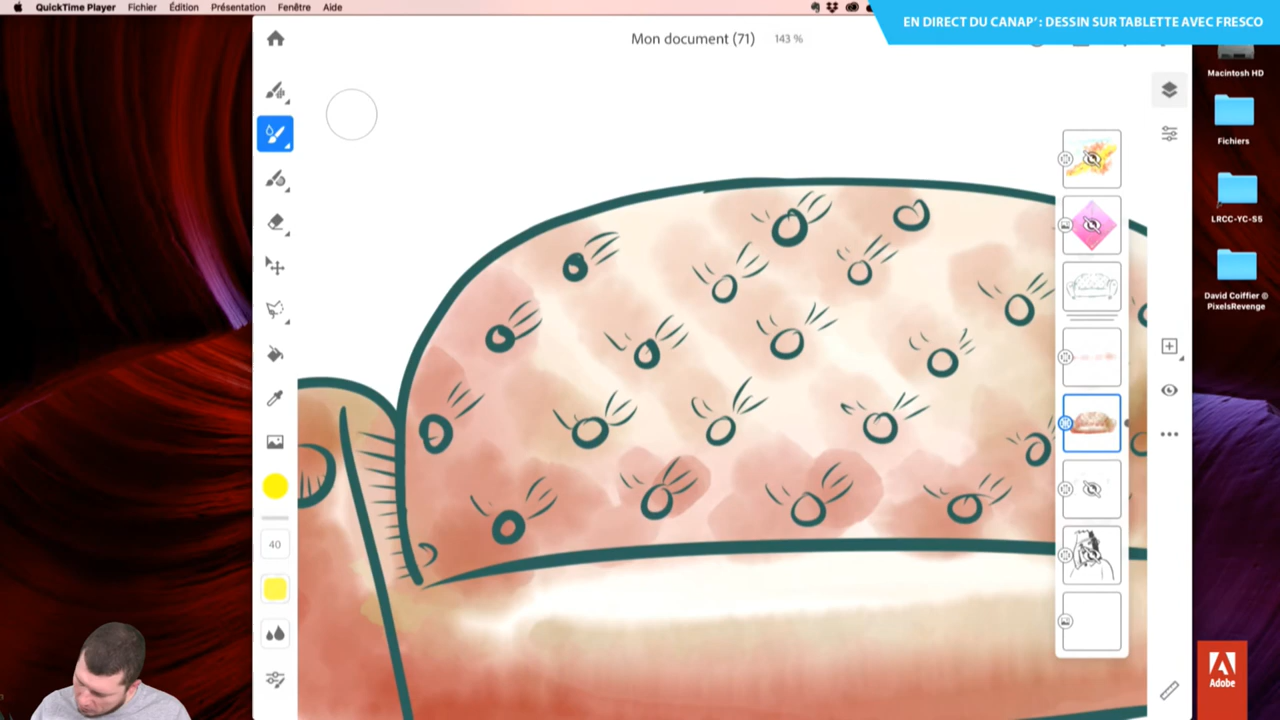 QuickTime Player Fichier Édition Présentation Fenêtre Aide
EN DIRECT DU CANAP' : DESSIN SUR TABLETTE AVEC FRESCO
Mon document (71) 143 %
Macintosh HD
Fichiers
LRCC-YC-S5
David Coiffier ©
PixelsRevenge
40
Adobe